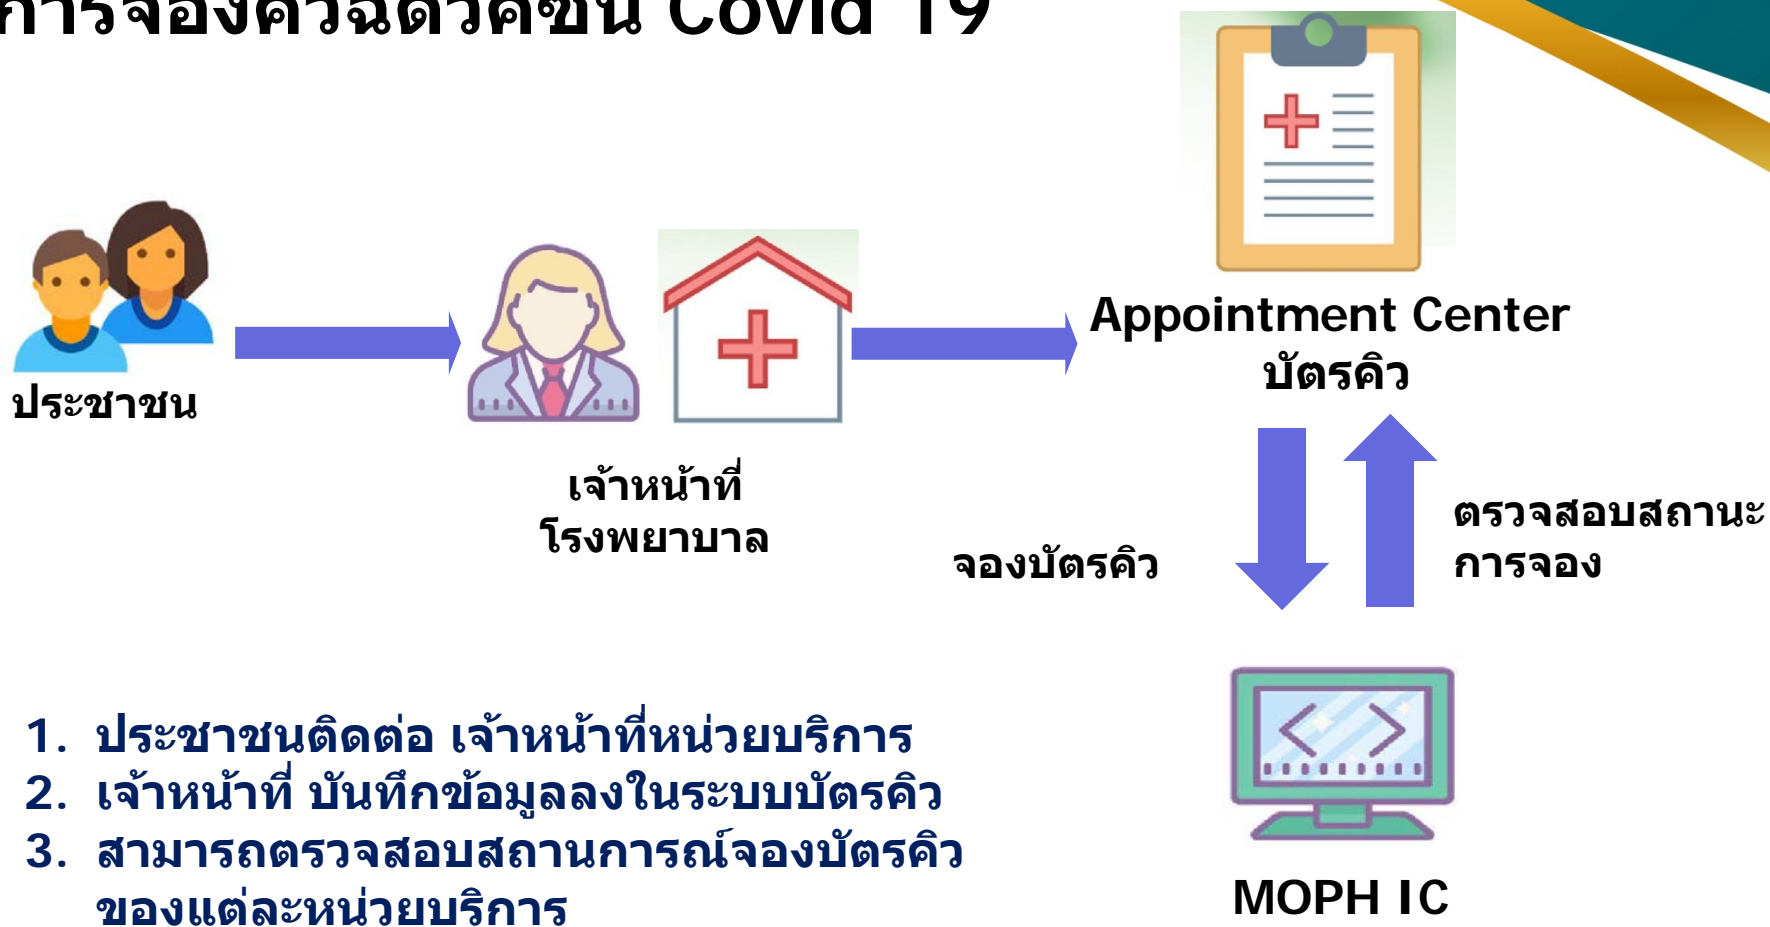 การจองคิวฉีดวัคซีน Covid 19
Appointment Center
บัตรคิว
ประชาชน
เจ้าหน้าที่
โรงพยาบาล
จองบัตรคิว
ตรวจสอบสถานะ
การจอง
1. ประชาชนติดต่อ เจ้าหน้าที่หน่วยบริการ
2. เจ้าหน้าที่ บันทึกข้อมูลลงในระบบบัตรคิว
3. สามารถตรวจสอบสถานการณ์จองบัตรคิว
ของแต่ละหน่วยบริการ
MOPH IC